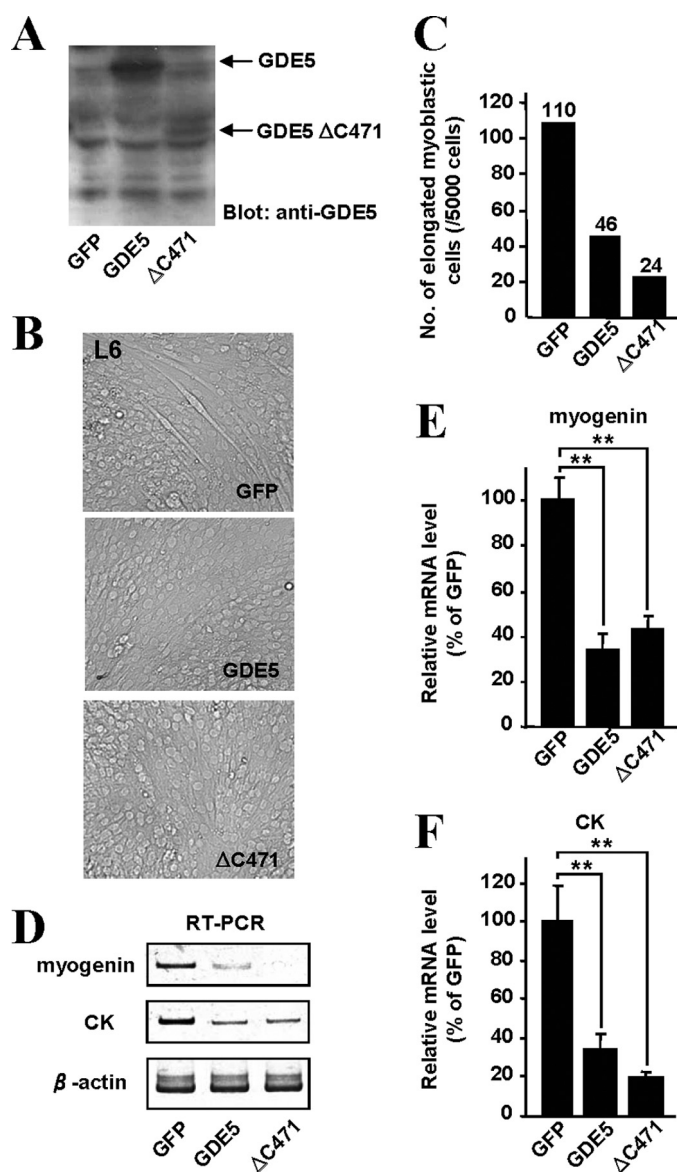 A
GDE5
GDE5 ΔC471
Blot: anti-GDE5
GFP
GDE5
ΔC471
B
L6
GFP
GDE5
ΔC471
C
No. of elongated myoblastic
cells (/5000 cells)
120
100
80
60
40
20
0
110
46
24
GFP
GDE5
ΔC471
D
RT-PCR
myogenin
CK
β-actin
GFP
GDE5
ΔC471
E
myogenin
**
**
Relative mRNA level
(% of GFP)
100
80
60
40
20
0
GFP
GDE5
ΔC471
F
CK
**
**
Relative mRNA level
(% of GFP)
120
100
80
60
40
20
0
GFP
GDE5
ΔC471